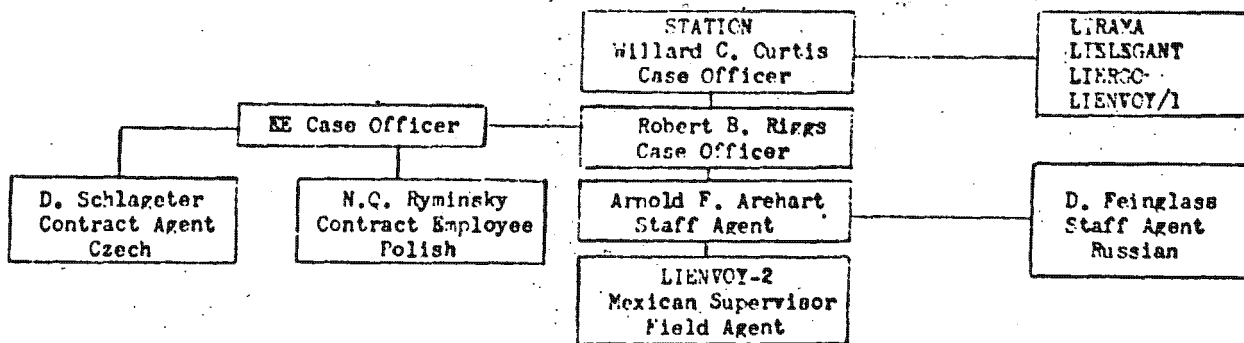 STATION
Willard C. Curtis
Case Officer
LIRAMA
LIELEGANT
LIEROC-
LIENVOY/1
EE Case Officer
Robert B. Riggs
Case Officer
D. Schlageter
Contract Agent
Czech
N.Q. Ryminsky
Contract Employee
Polish
Arnold F. Arehart
Staff Agent
D. Feinglass
Staff Agent
Russian
LIENVOY-2
Mexican Supervisor
Field Agent